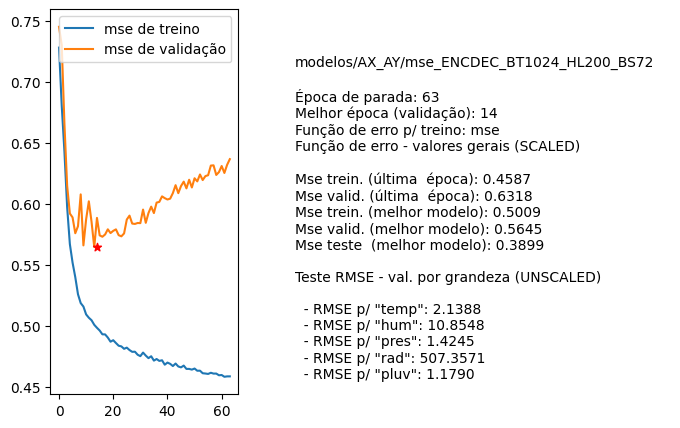 mse de treino
mse de validação
0.75
0.70
0.65
0.60
0.55
0.50
0.45
0
20
40
60
modelos/AX_AY/mse_ENCDEC_BT1024_HL200_BS72
Época de parada: 63
Melhor época (validação): 14
Função de erro p/ treino: mse
Função de erro - valores gerais (SCALED)
Mse trein. (última  época): 0.4587
Mse valid. (última  época): 0.6318
Mse trein. (melhor modelo): 0.5009
Mse valid. (melhor modelo): 0.5645
Mse teste  (melhor modelo): 0.3899
Teste RMSE - val. por grandeza (UNSCALED)
- RMSE p/ "temp": 2.1388
- RMSE p/ "hum": 10.8548
- RMSE p/ "pres": 1.4245
- RMSE p/ "rad": 507.3571
- RMSE p/ "pluv": 1.1790